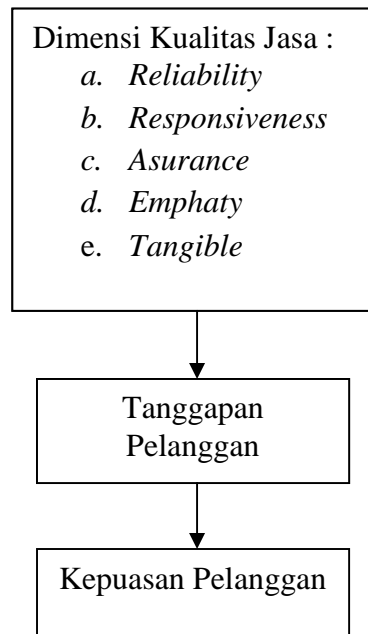 Dimensi Kualitas Jasa :
a. Reliability
b. Responsiveness
c. Asurance
d. Emphaty
e. Tangible
Tanggapan
Pelanggan
Kepuasan Pelanggan